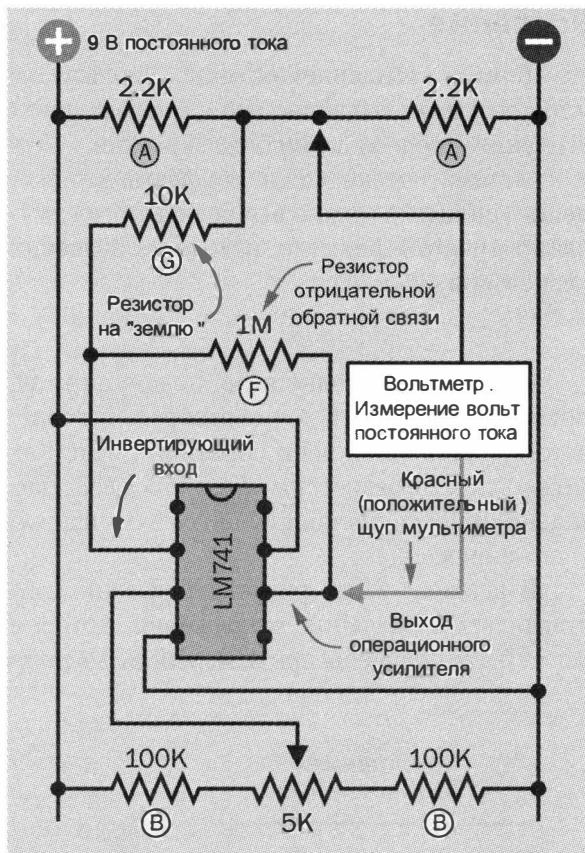 + 9 В постоянного тока −
2.2K 2.2K
A A
10K
G
Резистор
на "землю"
Резистор
отрицательной
обратной связи
1M
F
Вольтметр .
Измерение вольт
постоянного тока
Инвертирующий
вход
Красный
(положительный)
щуп мультиметра
LM741
Выход
операционного
усилителя
100K 100K
B 5K B